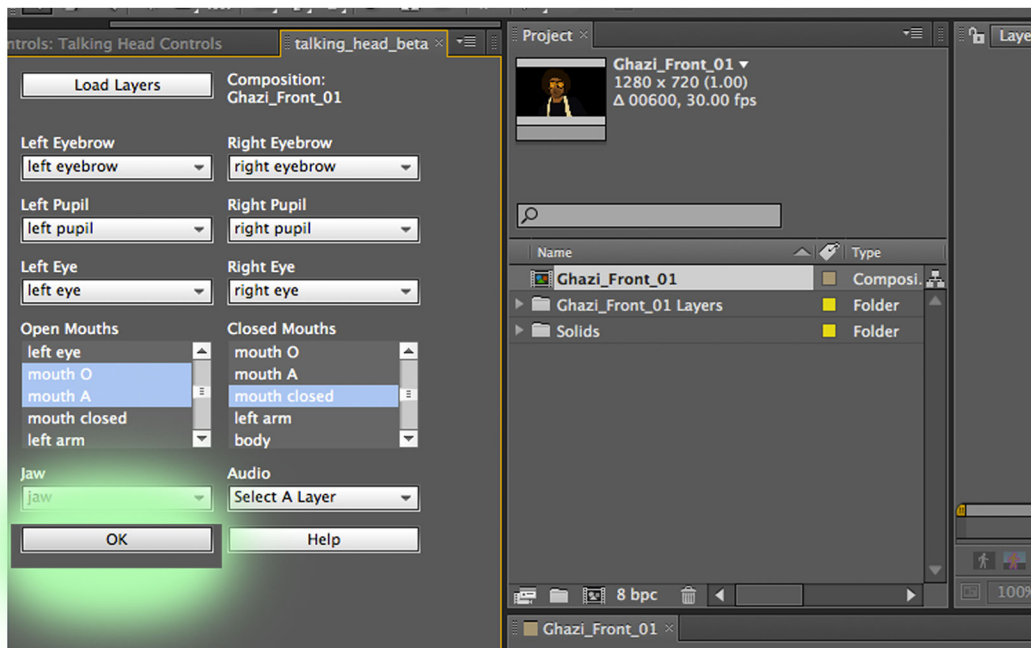 ntrols: Talking Head Controls
talking_head_beta ×
Load Layers
Composition:
Ghazi_Front_01
Left Eyebrow
Right Eyebrow
left eyebrow
right eyebrow
Left Pupil
Right Pupil
left pupil
right pupil
Left Eye
Right Eye
left eye
right eye
Open Mouths
Closed Mouths
left eye
mouth O
mouth A
mouth closed
left arm
mouth O
mouth A
mouth closed
left arm
body
Jaw
Audio
jaw
Select A Layer
OK
Help
Project ×
Ghazi_Front_01
1280 x 720 (1.00)
Δ 00600, 30.00 fps
Name
Type
Ghazi_Front_01
Composi.
Ghazi_Front_01 Layers
Folder
Solids
Folder
8 bpc
Ghazi_Front_01 ×
Laye
100%